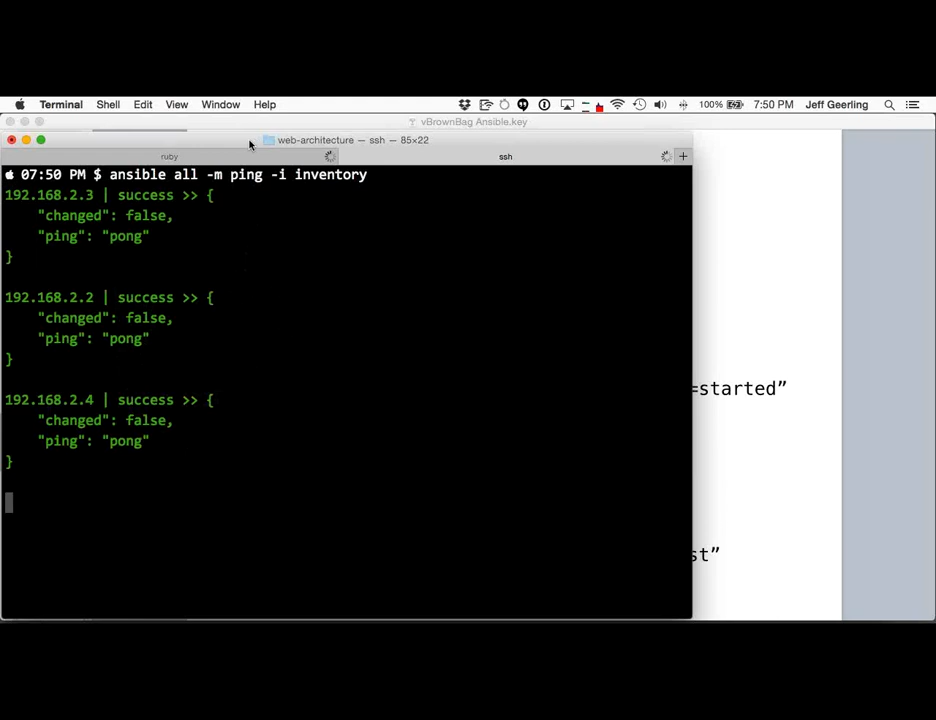 Terminal Shell Edit View Window Help 100% 7:50 PM Jeff Geerling
vBrownBag Ansible.key
web-architecture — ssh — 85×22
ruby ssh +
07:50 PM $ ansible all -m ping -i inventory
192.168.2.3 | success >> {
"changed": false,
"ping": "pong"
}
192.168.2.2 | success >> {
"changed": false,
"ping": "pong"
}
=started”
192.168.2.4 | success >> {
"changed": false,
"ping": "pong"
}
st”